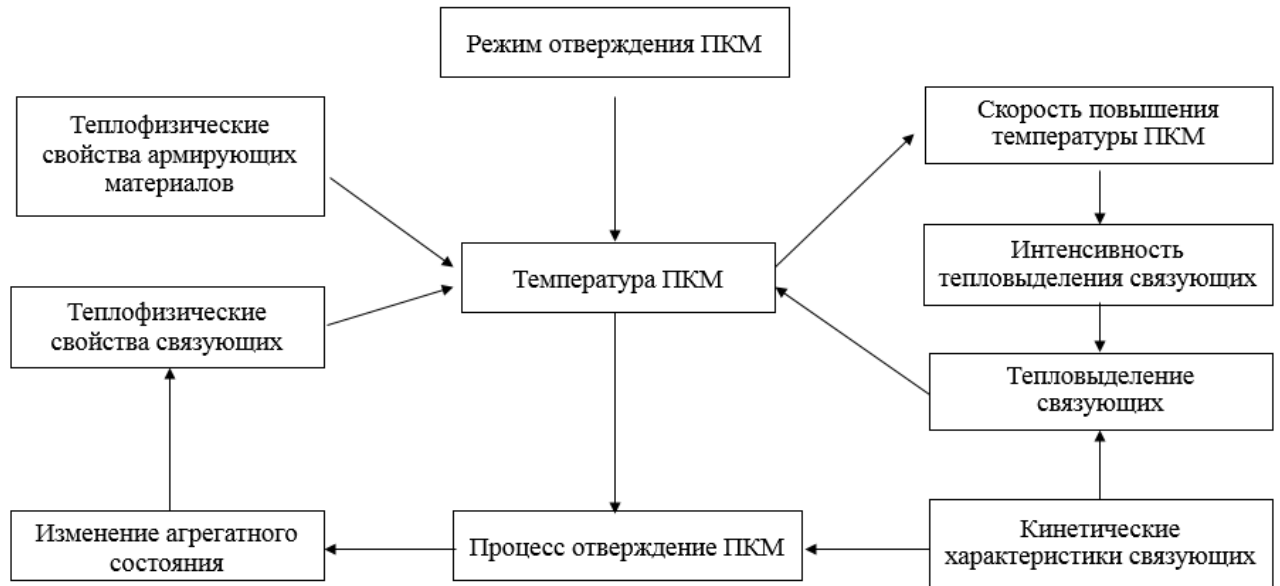 Режим отверждения ПКМ
Теплофизические
свойства армирующих
материалов
Скорость повышения
температуры ПКМ
Температура ПКМ
Интенсивность
тепловыделения связующих
Теплофизические
свойства связующих
Тепловыделение
связующих
Изменение агрегатного
состояния
Процесс отверждение ПКМ
Кинетические
характеристики связующих